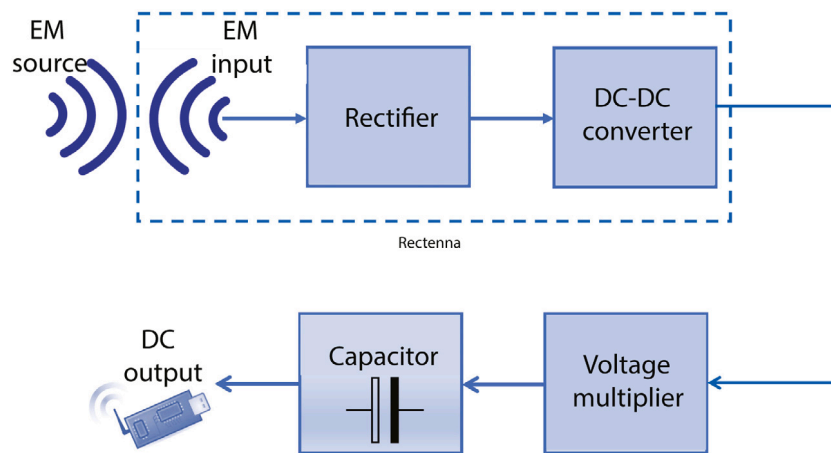 EM
source
EM
input
Rectifier
DC-DC
converter
Rectenna
DC
output
Capacitor
Voltage
multiplier